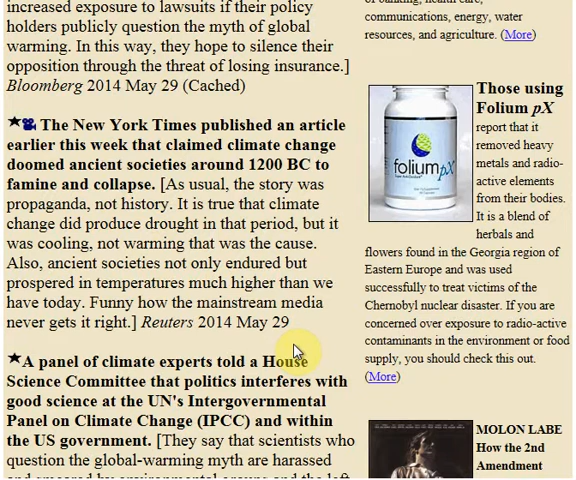 increased exposure to lawsuits if their policy
holders publicly question the myth of global
warming. In this way, they hope to silence their
opposition through the threat of losing insurance.]
Bloomberg 2014 May 29 (Cached)
The New York Times published an article
earlier this week that claimed climate change
doomed ancient societies around 1200 BC to
famine and collapse. [As usual, the story was
propaganda, not history. It is true that climate
change did produce drought in that period, but it
was cooling, not warming that was the cause.
Also, ancient societies not only endured but
prospered in temperatures much higher than we
have today. Funny how the mainstream media
never gets it right.] Reuters 2014 May 29
A panel of climate experts told a House
Science Committee that politics interferes with
good science at the UN's Intergovernmental
Panel on Climate Change (IPCC) and within
the US government. [They say that scientists who
question the global-warming myth are harassed
and smeared by environmental groups and the left
of banking, health care,
communications, energy, water
resources, and agriculture. (More)
foliumpX
Those using
Folium pX
report that it
removed heavy
metals and radio-
active elements
from their bodies.
It is a blend of
herbals and
flowers found in the Georgia region of
Eastern Europe and was used
successfully to treat victims of the
Chernobyl nuclear disaster. If you are
concerned over exposure to radio-active
contaminants in the environment or food
supply, you should check this out.
(More)
MOLON LABE
How the 2nd
Amendment